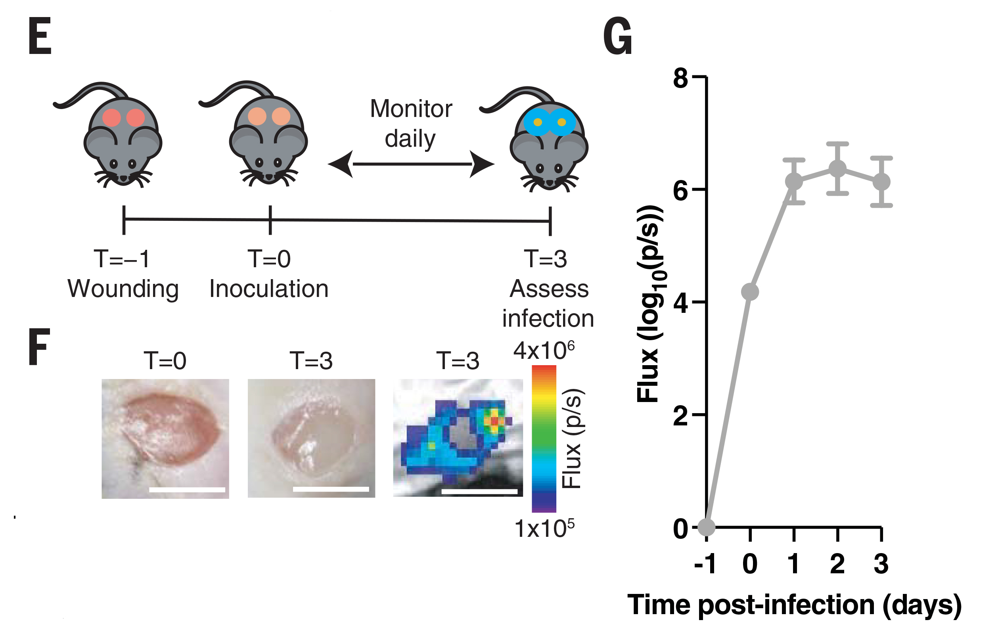 E
Monitor
daily
T=–1
Wounding
T=0
Inoculation
T=3
Assess
infection
F
T=0
T=3
T=3
4x10⁶
Flux (p/s)
1x10⁵
G
Flux (log₁₀(p/s))
8
6
4
2
0
-1 0 1 2 3
Time post-infection (days)